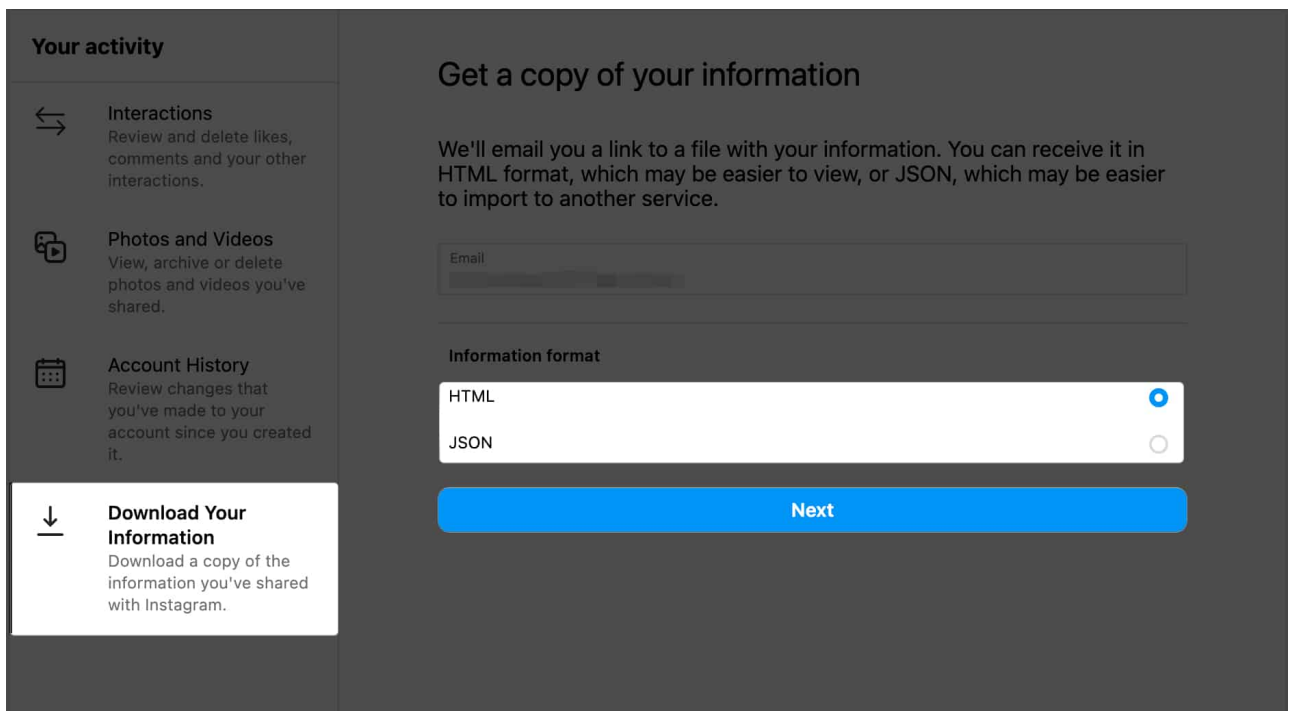 Your activity
Interactions
Review and delete likes,
comments and your other
interactions.
Photos and Videos
View, archive or delete
photos and videos you've
shared.
Account History
Review changes that
you've made to your
account since you created
it.
Download Your
Information
Download a copy of the
information you've shared
with Instagram.
Get a copy of your information
We'll email you a link to a file with your information. You can receive it in
HTML format, which may be easier to view, or JSON, which may be easier
to import to another service.
Email
Information format
HTML
JSON
Next